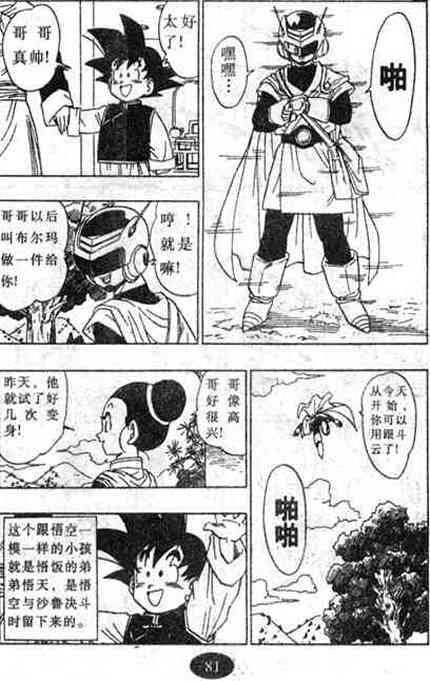 啪
嘿
嘿…
太好
了!
哥哥
真帅!
哼!
就是
嘛!
哥哥以后
叫布尔玛
做一件给
你!
从今天
开始,
你可以
用跟斗
云了!
啪
啪
哥哥
好像
很高
兴!
昨天,他
就试了好
几次变
身!
这个跟悟空一
模一样的小孩
就是悟饭的弟
弟悟天,是悟
空与沙鲁决斗
时留下来的。
81